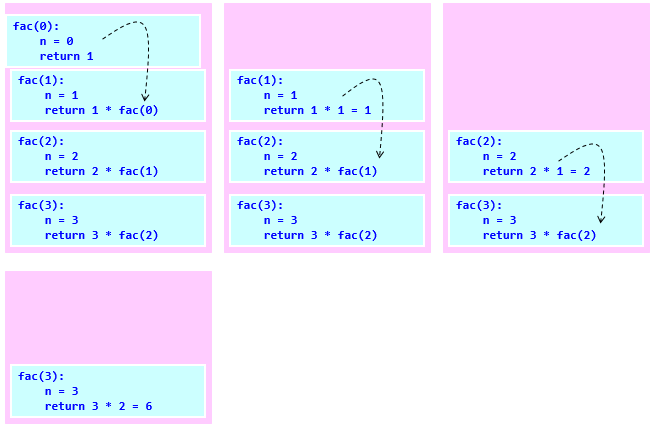 fac(0):
n = 0
return 1
fac(1):
n = 1
return 1 * fac(0)
fac(2):
n = 2
return 2 * fac(1)
fac(3):
n = 3
return 3 * fac(2)
fac(1):
n = 1
return 1 * 1 = 1
fac(2):
n = 2
return 2 * fac(1)
fac(3):
n = 3
return 3 * fac(2)
fac(2):
n = 2
return 2 * 1 = 2
fac(3):
n = 3
return 3 * fac(2)
fac(3):
n = 3
return 3 * 2 = 6